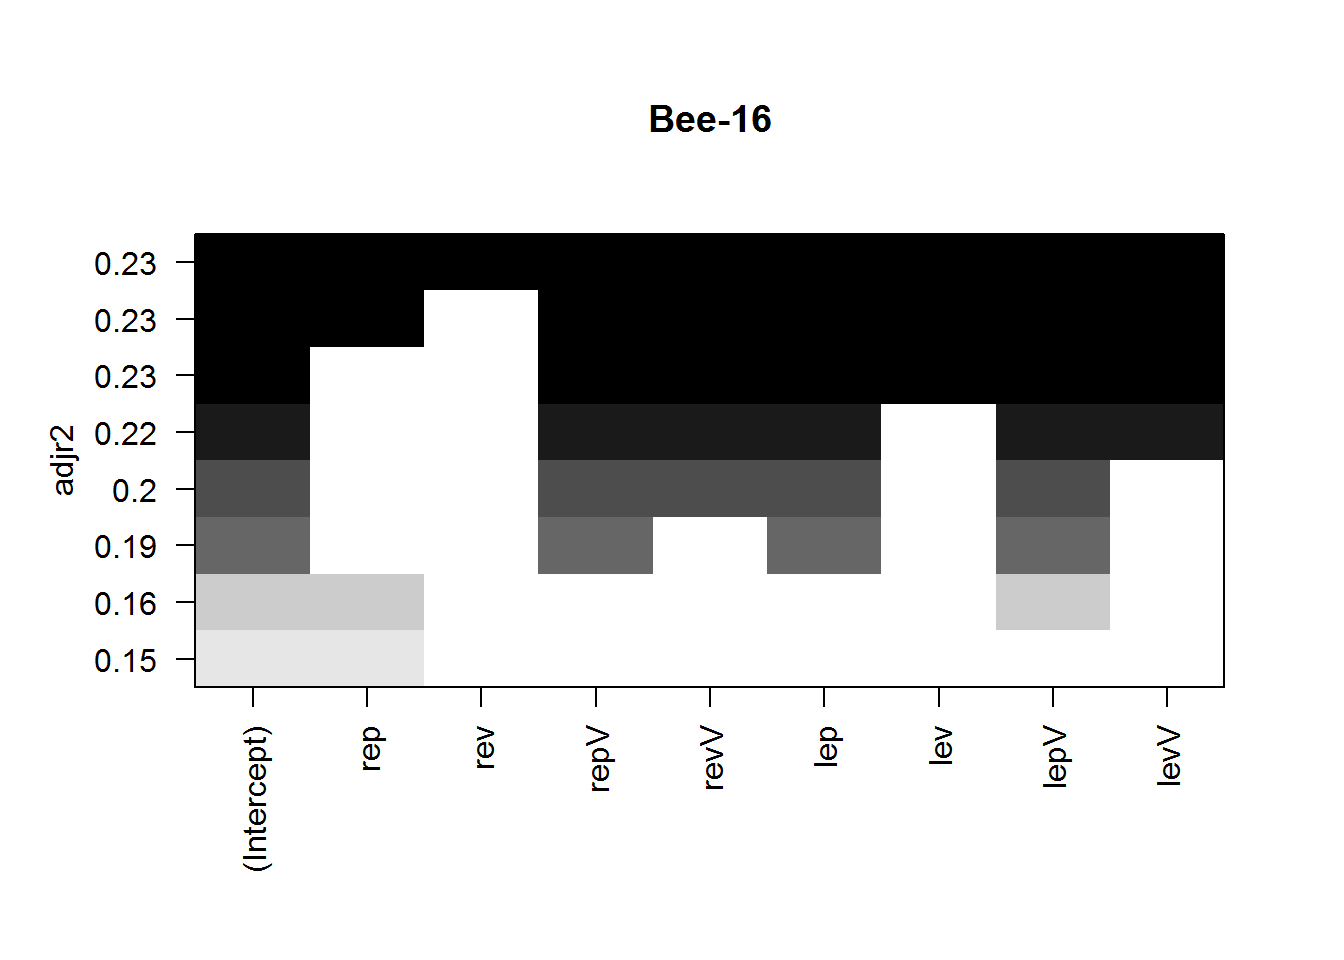 Bee-16
adjr2
0.23
0.23
0.23
0.22
0.2
0.19
0.16
0.15
(Intercept)
rep
rev
repV
revV
lep
lev
lepV
levV